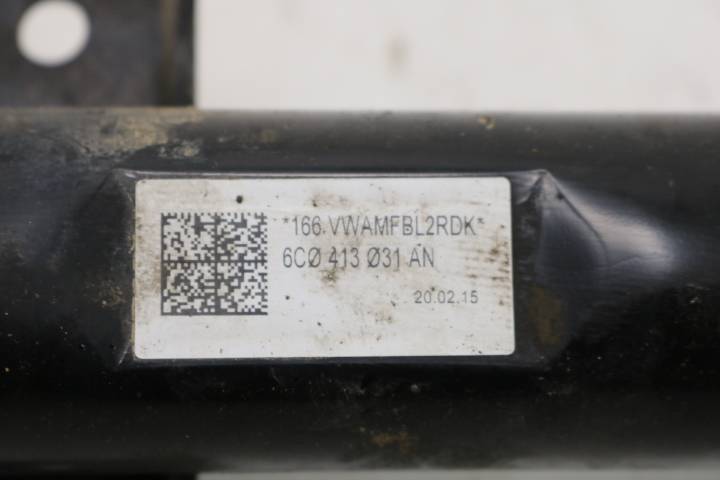 *166 VWAMFBL2RDK*
6CØ 413 Ø31 AN
20.02.15